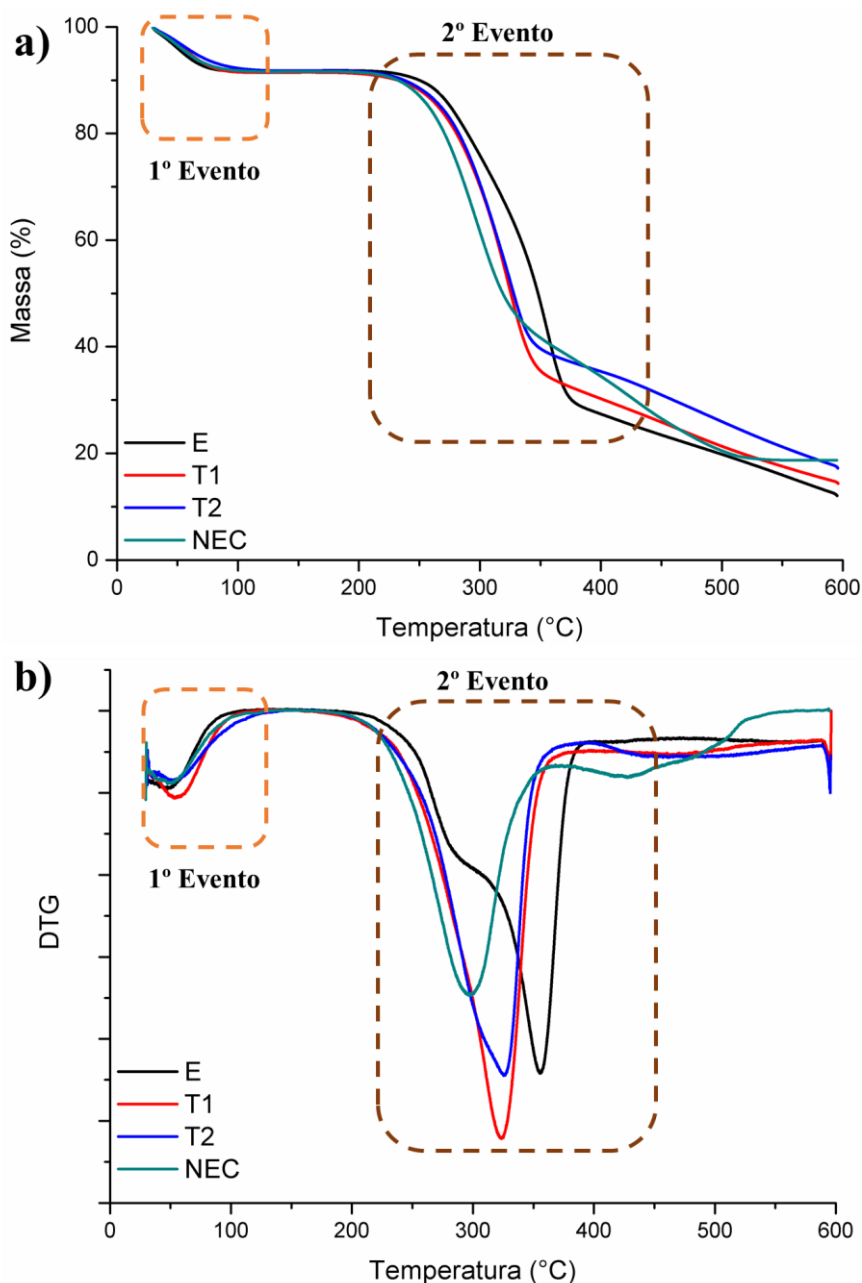 a)
2º Evento
1º Evento
Massa (%)
100
80
60
40
20
0
E
T1
T2
NEC
0
100
200
300
400
500
600
Temperatura (°C)
b)
2º Evento
1º Evento
DTG
E
T1
T2
NEC
0
100
200
300
400
500
600
Temperatura (°C)